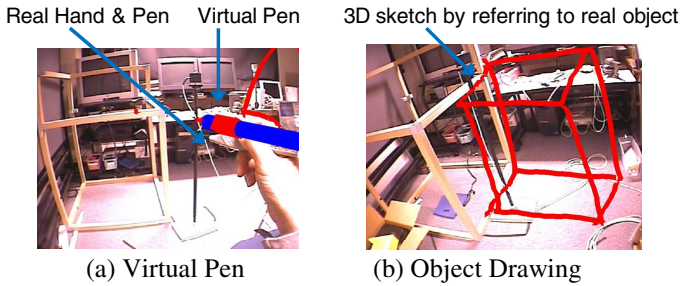 Real Hand & Pen
Virtual Pen
3D sketch by referring to real object
(a) Virtual Pen
(b) Object Drawing